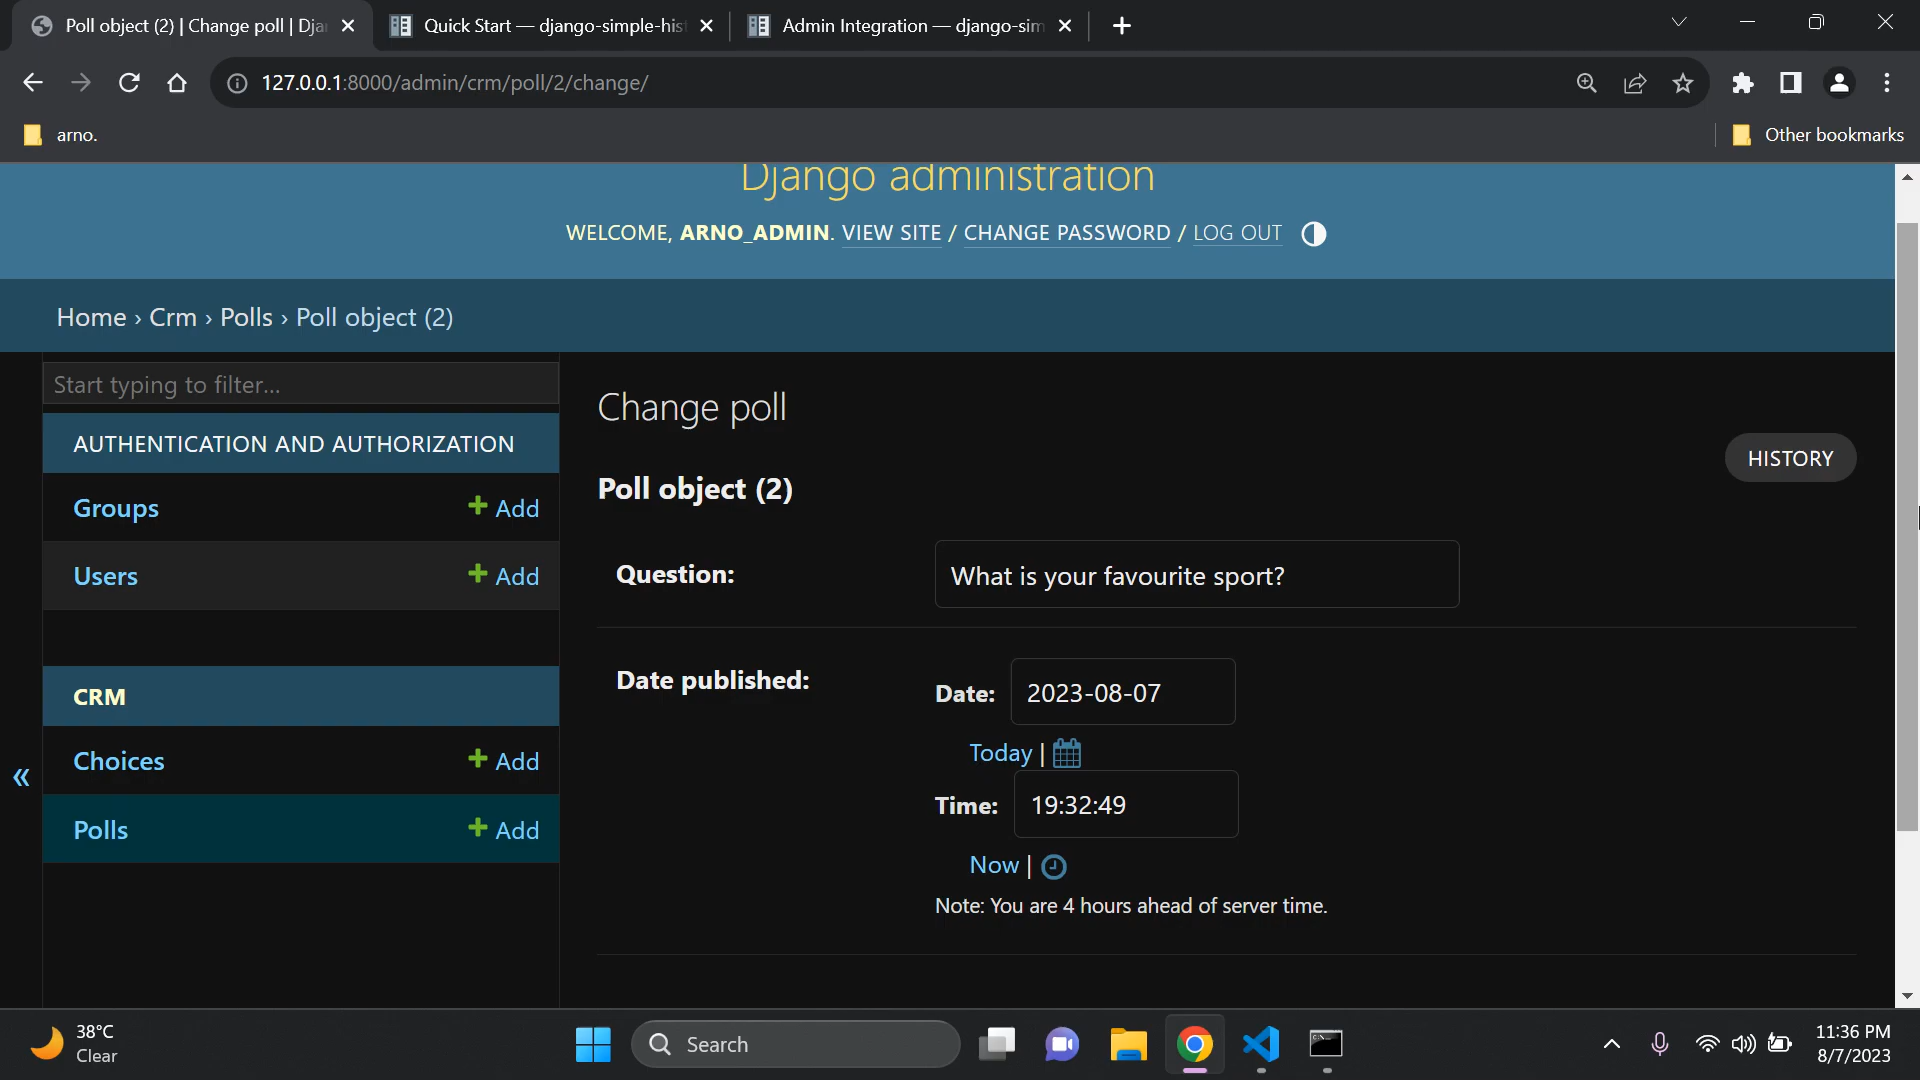 Poll object (2) | Change poll | Dja
Quick Start — django-simple-his
Admin Integration — django-sim
127.0.0.1:8000/admin/crm/poll/2/change/
arno.
Other bookmarks
Django administration
WELCOME, ARNO_ADMIN. VIEW SITE / CHANGE PASSWORD / LOG OUT
Home › Crm › Polls › Poll object (2)
Start typing to filter...
AUTHENTICATION AND AUTHORIZATION
Groups
Add
Users
Add
CRM
Choices
Add
«
Polls
Add
Change poll
HISTORY
Poll object (2)
Question:
What is your favourite sport?
Date published:
Date:
2023-08-07
Today |
Time:
19:32:49
Now |
Note: You are 4 hours ahead of server time.
38°C
Clear
Search
11:36 PM
8/7/2023